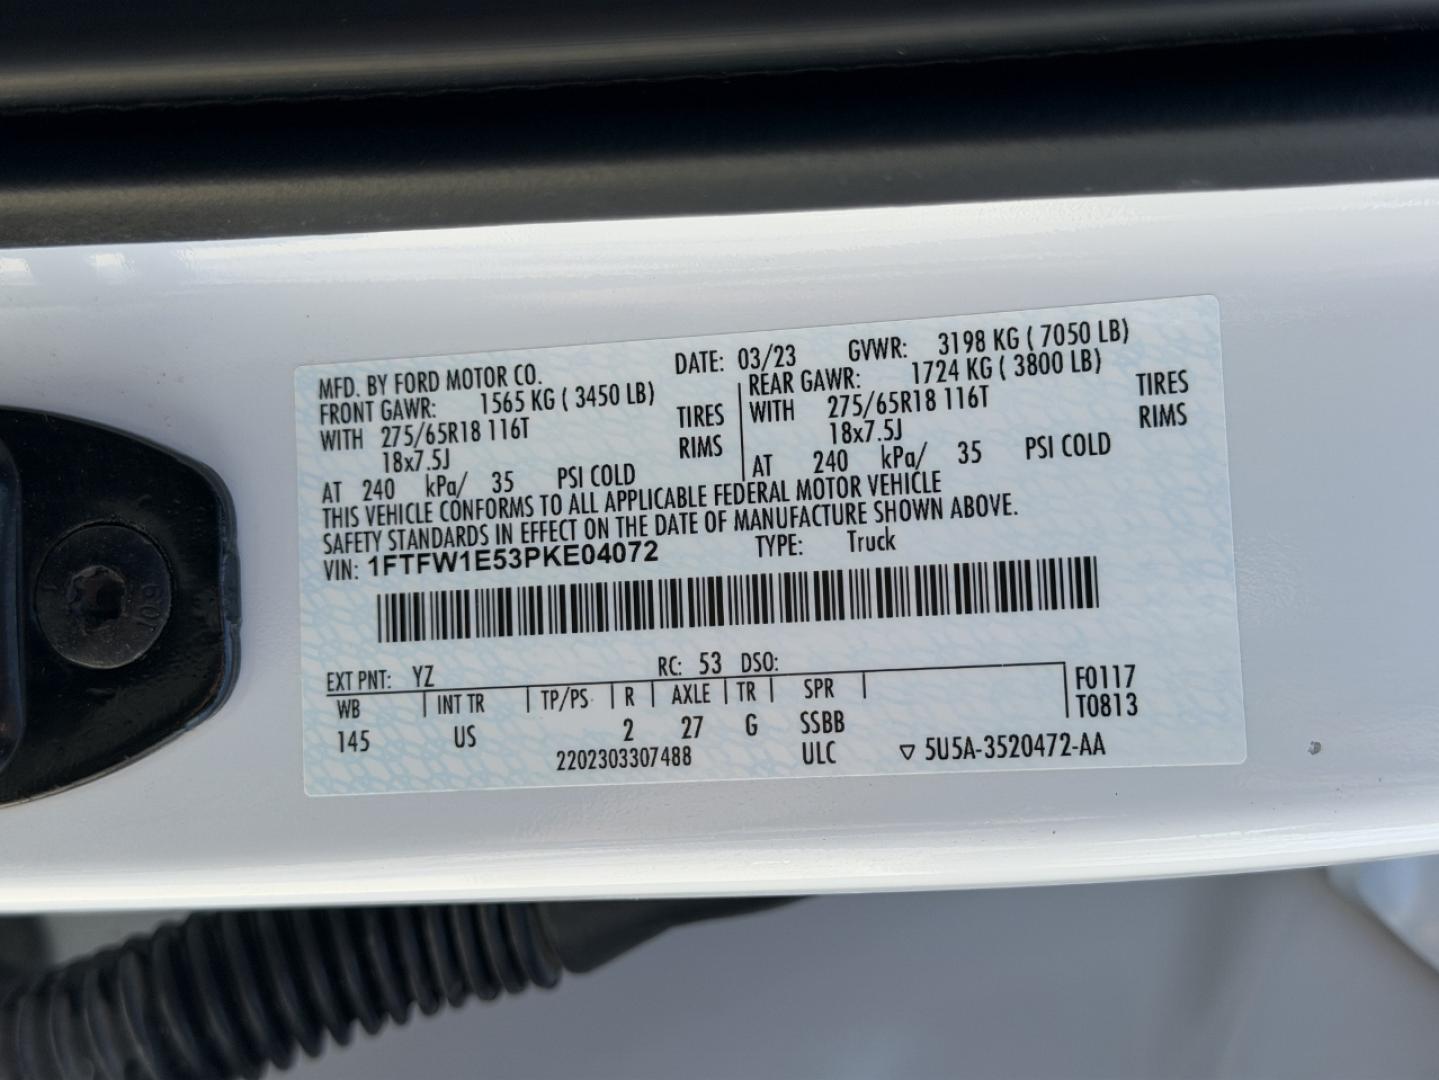 MFD. BY FORD MOTOR CO. DATE: 03/23 GVWR: 3198 KG ( 7050 LB)
FRONT GAWR: 1565 KG ( 3450 LB) REAR GAWR: 1724 KG ( 3800 LB)
WITH 275/65R18 116T TIRES WITH 275/65R18 116T TIRES
18x7.5J RIMS 18x7.5J RIMS
AT 240 kPa/ 35 PSI COLD AT 240 kPa/ 35 PSI COLD
THIS VEHICLE CONFORMS TO ALL APPLICABLE FEDERAL MOTOR VEHICLE
SAFETY STANDARDS IN EFFECT ON THE DATE OF MANUFACTURE SHOWN ABOVE.
VIN: 1FTFW1E53PKE04072 TYPE: Truck
EXT PNT: YZ RC: 53 DSO:
WB INT TR TP/PS R AXLE TR SPR F0117
145 US 2 27 G SSBB T0813
2202303307488 ULC ▽ 5U5A-3520472-AA
109